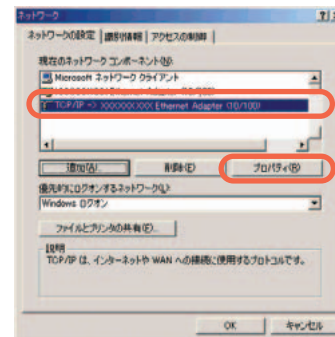 ネットワーク
ネットワークの設定 識別情報 アクセスの制御
現在のネットワーク コンポーネント(N):
Microsoft ネットワーク クライアント
TCP/IP -> XXXXXXXXX Ethernet Adapter (10/100)
追加(A)... 削除(E) プロパティ(R)
優先的にログオンするネットワーク(L):
Windows ログオン
ファイルとプリンタの共有(F)...
説明
TCP/IP は、インターネットや WAN への接続に使用するプロトコルです。
OK キャンセル